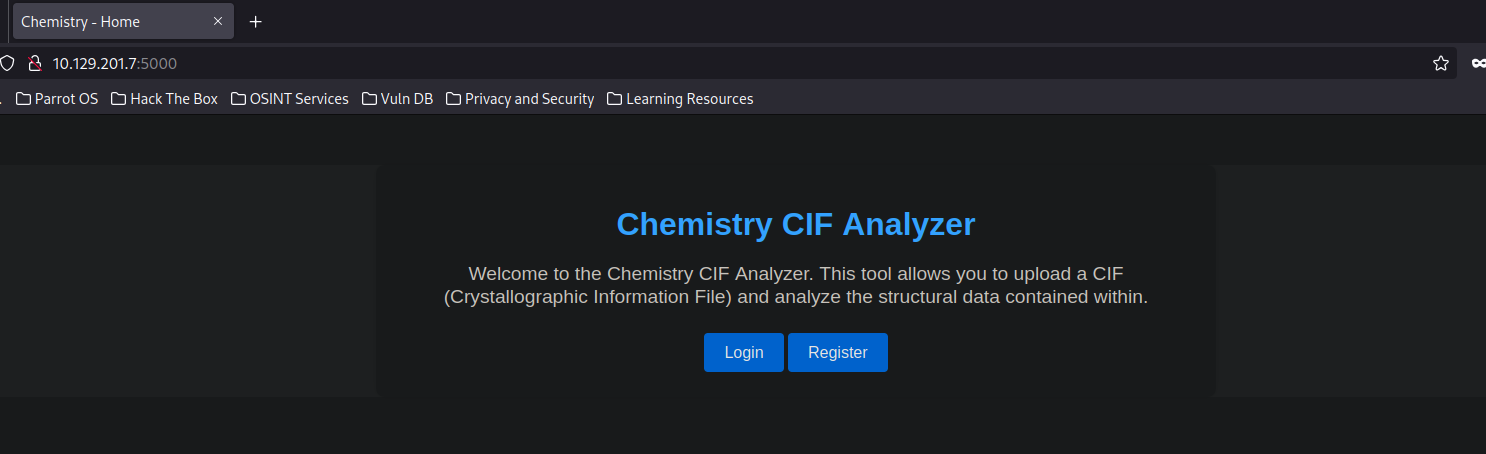 Chemistry - Home
10.129.201.7:5000
Parrot OS Hack The Box OSINT Services Vuln DB Privacy and Security Learning Resources
Chemistry CIF Analyzer
Welcome to the Chemistry CIF Analyzer. This tool allows you to upload a CIF
(Crystallographic Information File) and analyze the structural data contained within.
Login Register